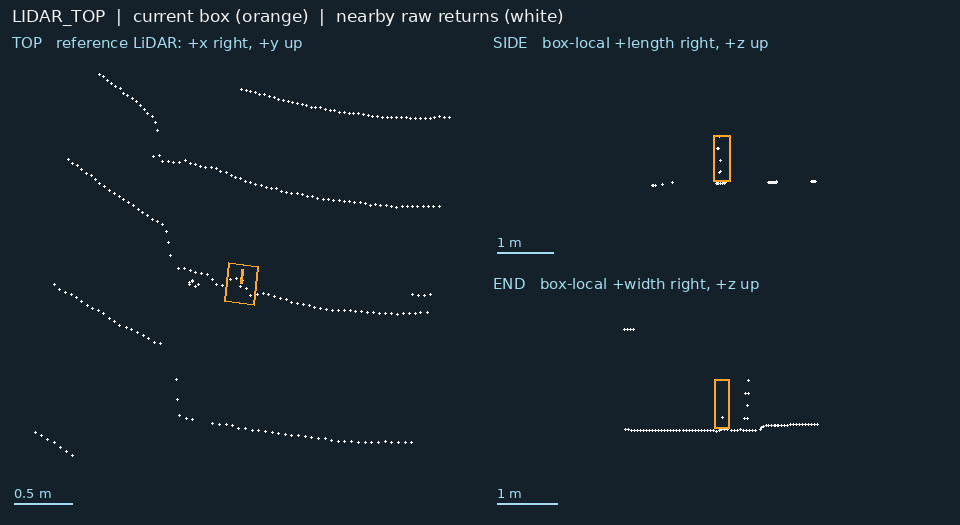 LIDAR_TOP | current box (orange) | nearby raw returns (white)
TOP reference LiDAR: +x right, +y up
SIDE box-local +length right, +z up
1 m
END box-local +width right, +z up
0.5 m
1 m